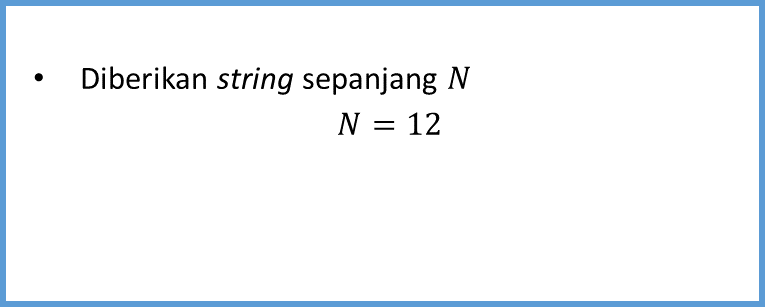 • Diberikan string sepanjang N
N = 12